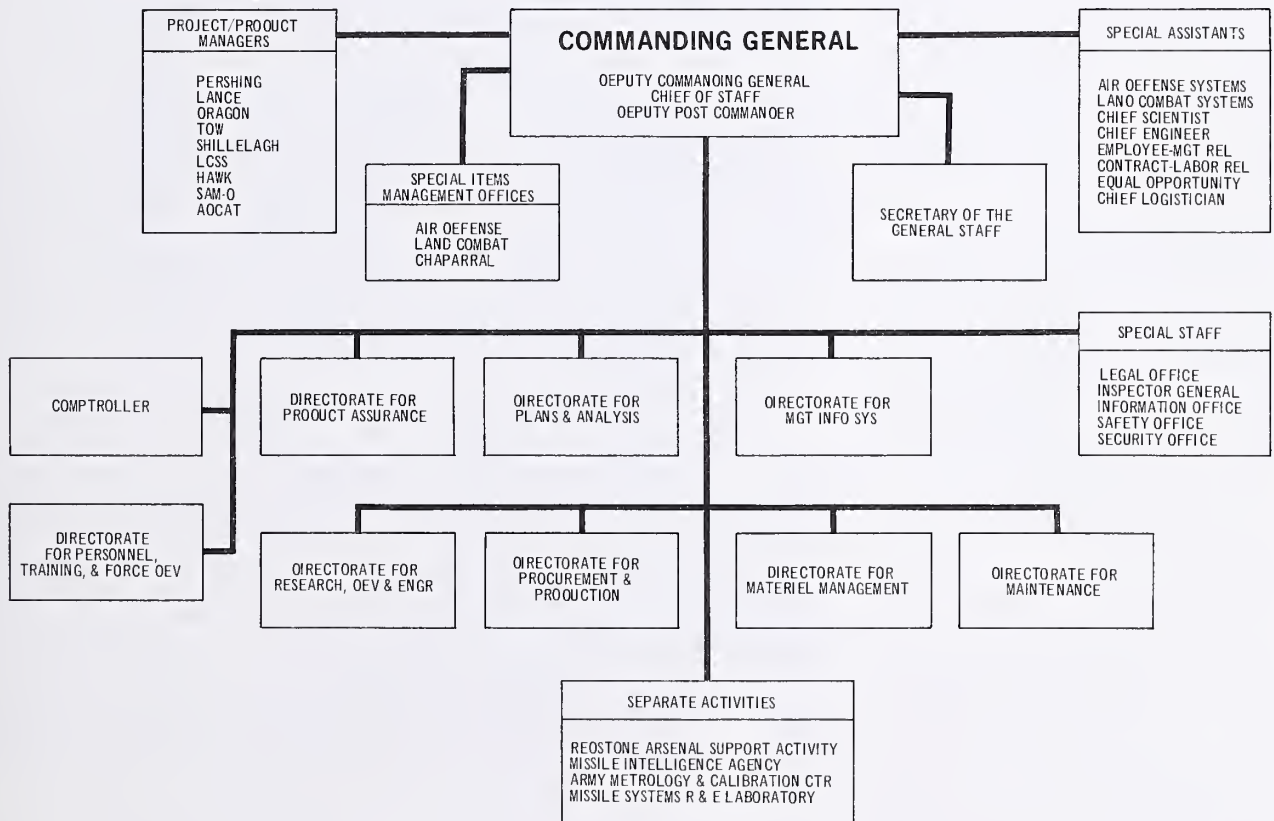 PROJECT/PROOUCT
MANAGERS
PERSHING
LANCE
ORAGON
TOW
SHILLELAGH
LCSS
HAWK
SAM-O
AOCAT
COMMANDING GENERAL
OEPUTY COMMANOING GENERAL
CHIEF OF STAFF
OEPUTY POST COMMANOER
SPECIAL ASSISTANTS
AIR DEFENSE SYSTEMS
LANO COMBAT SYSTEMS
CHIEF SCIENTIST
CHIEF ENGINEER
EMPLOYEE-MGT REL
CONTRACT-LABOR REL
EQUAL OPPORTUNITY
CHIEF LOGISTICIAN
SPECIAL ITEMS
MANAGEMENT OFFICES
AIR OEFENSE
LAND COMBAT
CHAPARRAL
SECRETARY OF THE
GENERAL STAFF
SPECIAL STAFF
LEGAL OFFICE
INSPECTOR GENERAL
INFORMATION OFFICE
SAFETY OFFICE
SECURITY OFFICE
COMPTROLLER
DIRECTORATE FOR
PRODUCT ASSURANCE
OIRECTORATE FOR
PLANS & ANALYSIS
OIRECTORATE FOR
MGT INFO SYS
DIRECTORATE
FOR PERSONNEL,
TRAINING, & FORCE OEV
OIRECTORATE FOR
RESEARCH, OEV & ENGR
OIRECTORATE FOR
PROCUREMENT &
PRODUCTION
DIRECTORATE FOR
MATERIEL MANAGEMENT
OIRECTORATE FOR
MAINTENANCE
SEPARATE ACTIVITIES
REOSTONE ARSENAL SUPPORT ACTIVITY
MISSILE INTELLIGENCE AGENCY
ARMY METROLOGY & CALIBRATION CTR
MISSILE SYSTEMS R & E LABORATORY